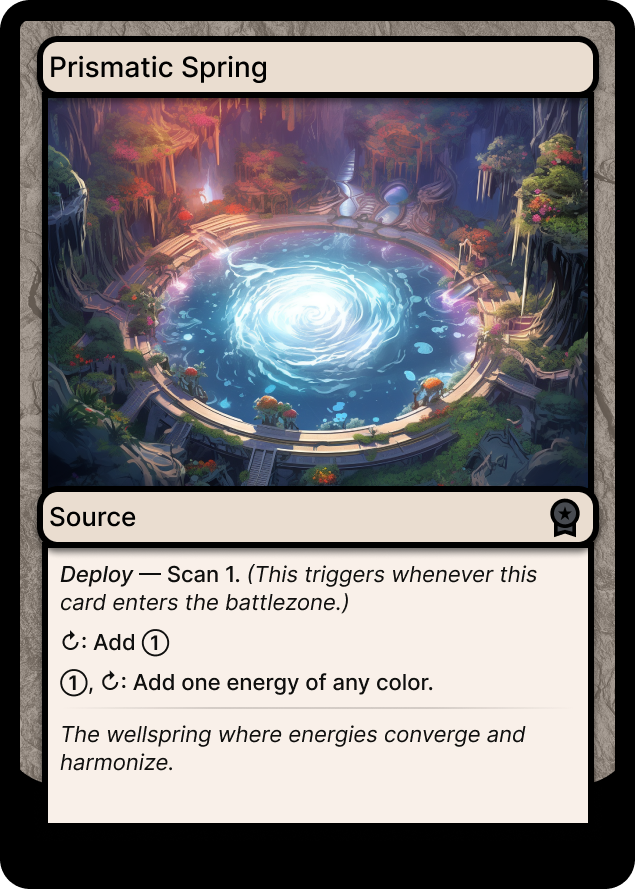 Prismatic Spring
Source
Deploy — Scan 1. (This triggers whenever this
card enters the battlezone.)
↻: Add ①
①, ↻: Add one energy of any color.
The wellspring where energies converge and
harmonize.